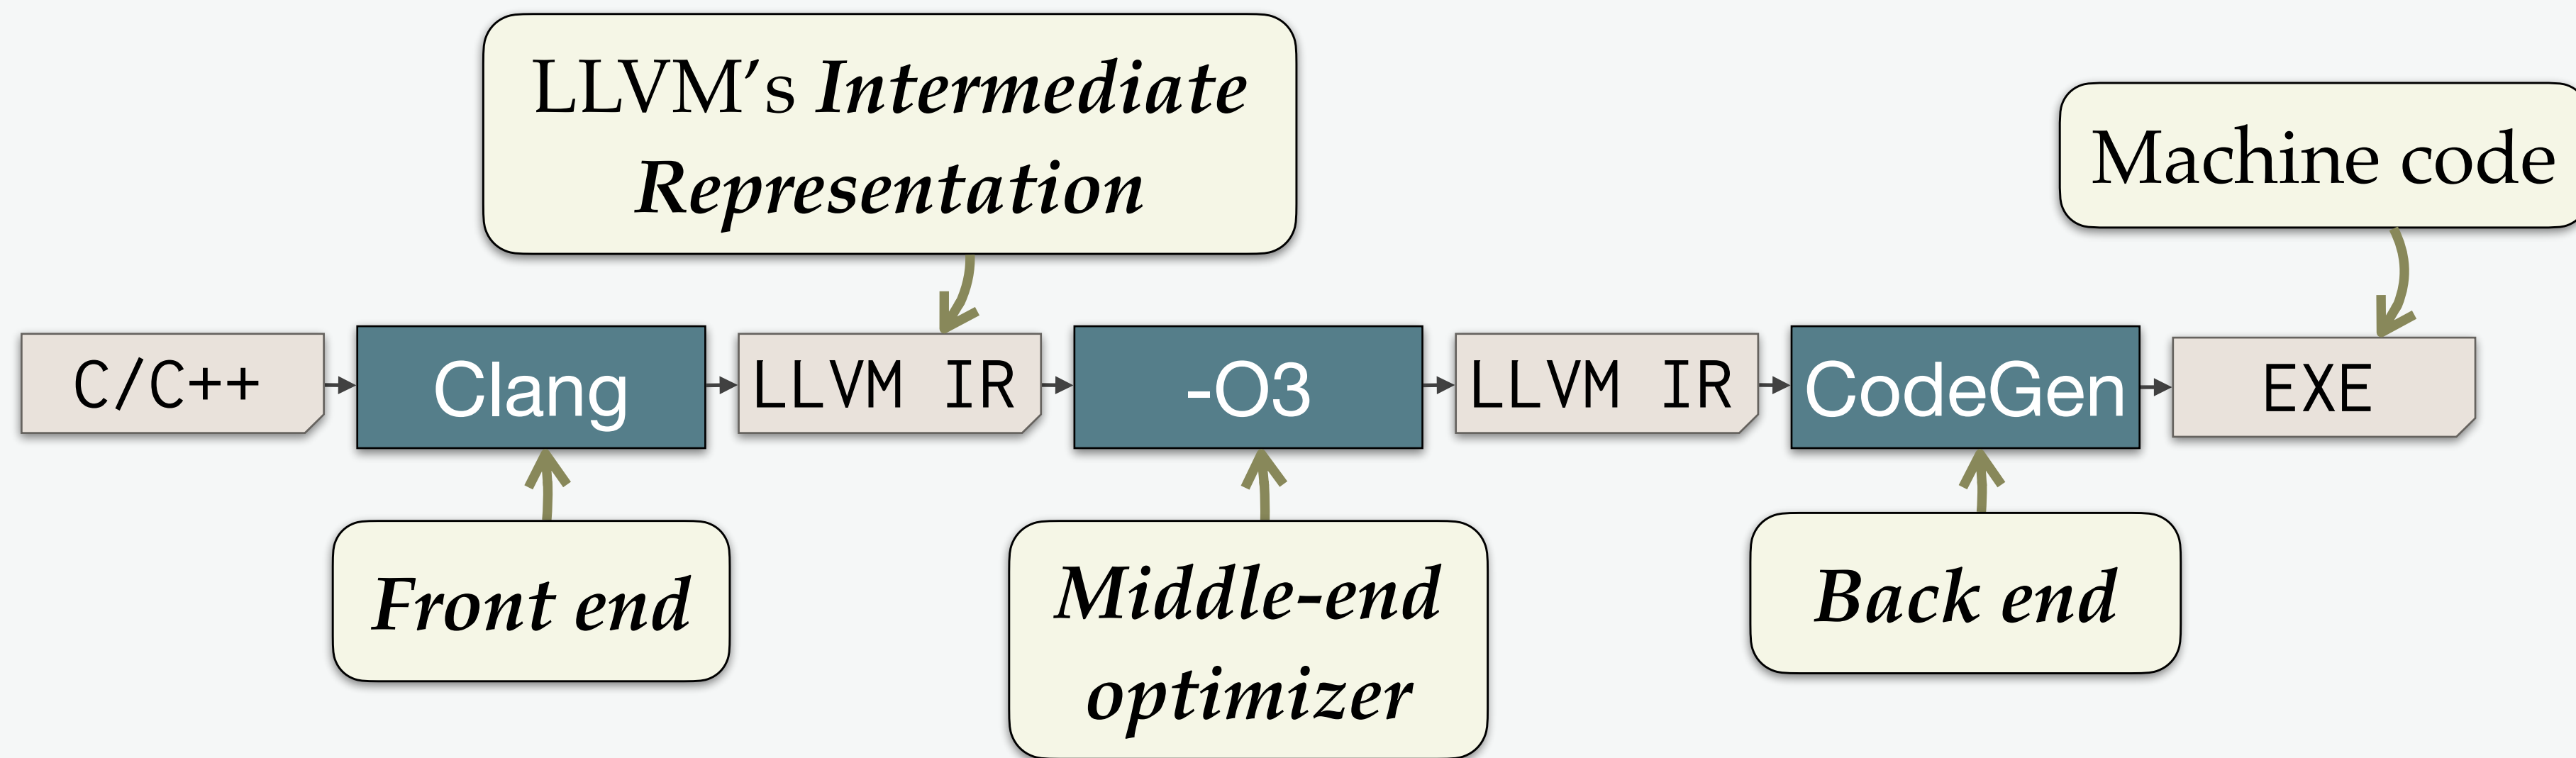 LLVM’s Intermediate
Representation
Machine code
C/C++
Clang
LLVM IR
-O3
LLVM IR
CodeGen
EXE
Front end
Middle-end
optimizer
Back end